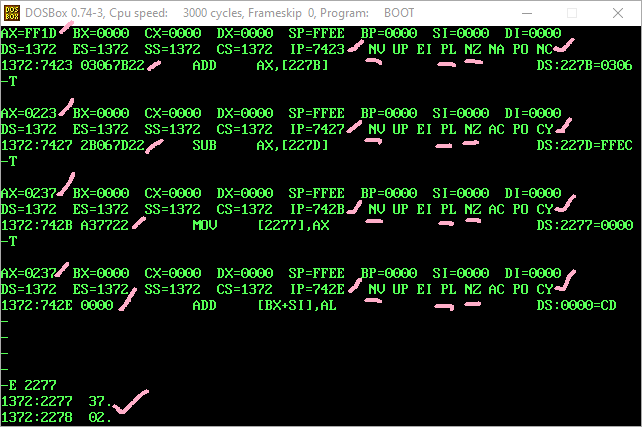 DOSBox 0.74-3, Cpu speed:    3000 cycles, Frameskip  0, Program:    BOOT
AX=FF1D  BX=0000  CX=0000  DX=0000  SP=FFEE  BP=0000  SI=0000  DI=0000
DS=1372  ES=1372  SS=1372  CS=1372  IP=7423   NV UP EI PL NZ NA PO NC
1372:7423 03067B22      ADD     AX,[227B]                          DS:227B=0306
-T
AX=0223  BX=0000  CX=0000  DX=0000  SP=FFEE  BP=0000  SI=0000  DI=0000
DS=1372  ES=1372  SS=1372  CS=1372  IP=7427   NV UP EI PL NZ AC PO CY
1372:7427 2B067D22      SUB     AX,[227D]                          DS:227D=FFEC
-T
AX=0237  BX=0000  CX=0000  DX=0000  SP=FFEE  BP=0000  SI=0000  DI=0000
DS=1372  ES=1372  SS=1372  CS=1372  IP=742B   NV UP EI PL NZ AC PO CY
1372:742B A37722        MOV     [2277],AX                          DS:2277=0000
-T
AX=0237  BX=0000  CX=0000  DX=0000  SP=FFEE  BP=0000  SI=0000  DI=0000
DS=1372  ES=1372  SS=1372  CS=1372  IP=742E   NV UP EI PL NZ AC PO CY
1372:742E 0000          ADD     [BX+SI],AL                         DS:0000=CD
-
-
-
-
-E 2277
1372:2277  37.
1372:2278  02.